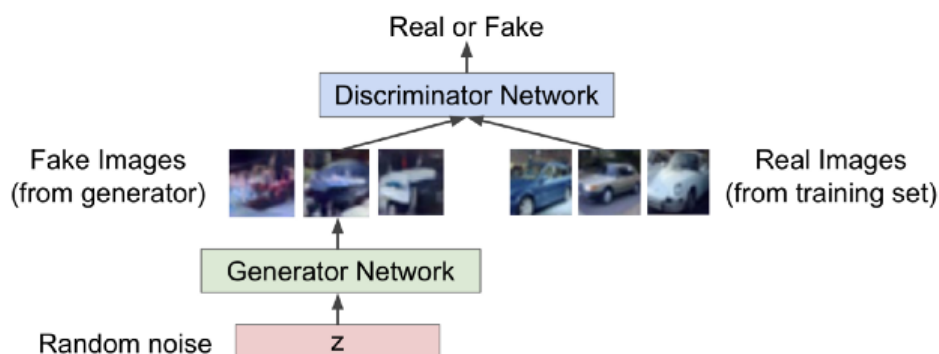 Real or Fake
Discriminator Network
Fake Images
(from generator)
Real Images
(from training set)
Generator Network
Random noise
z